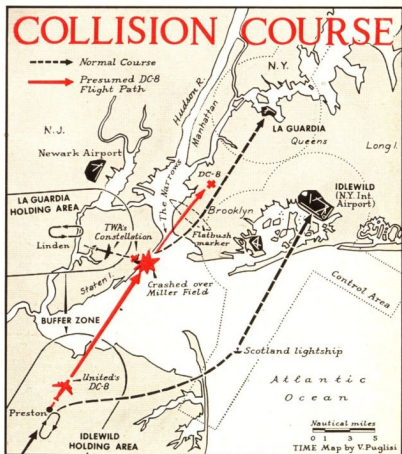 COLLISION COURSE
Normal Course
Presumed DC-8
Flight Path
N.Y.
Hudson R.
Manhattan
LA GUARDIA
Queens
Long I.
N.J.
Newark Airport
DC-8
IDLEWILD
(N.Y. Int.
Airport)
LA GUARDIA
HOLDING AREA
The Narrows
Brooklyn
Linden
TWA's
Constellation
Flatbush
marker
Staten I.
Crashed over
Miller Field
Control Area
BUFFER ZONE
Scotland lightship
United's
DC-8
Atlantic
Ocean
Preston
Nautical miles
0 1 3 5
IDLEWILD
HOLDING AREA
TIME Map by V. Puglisi